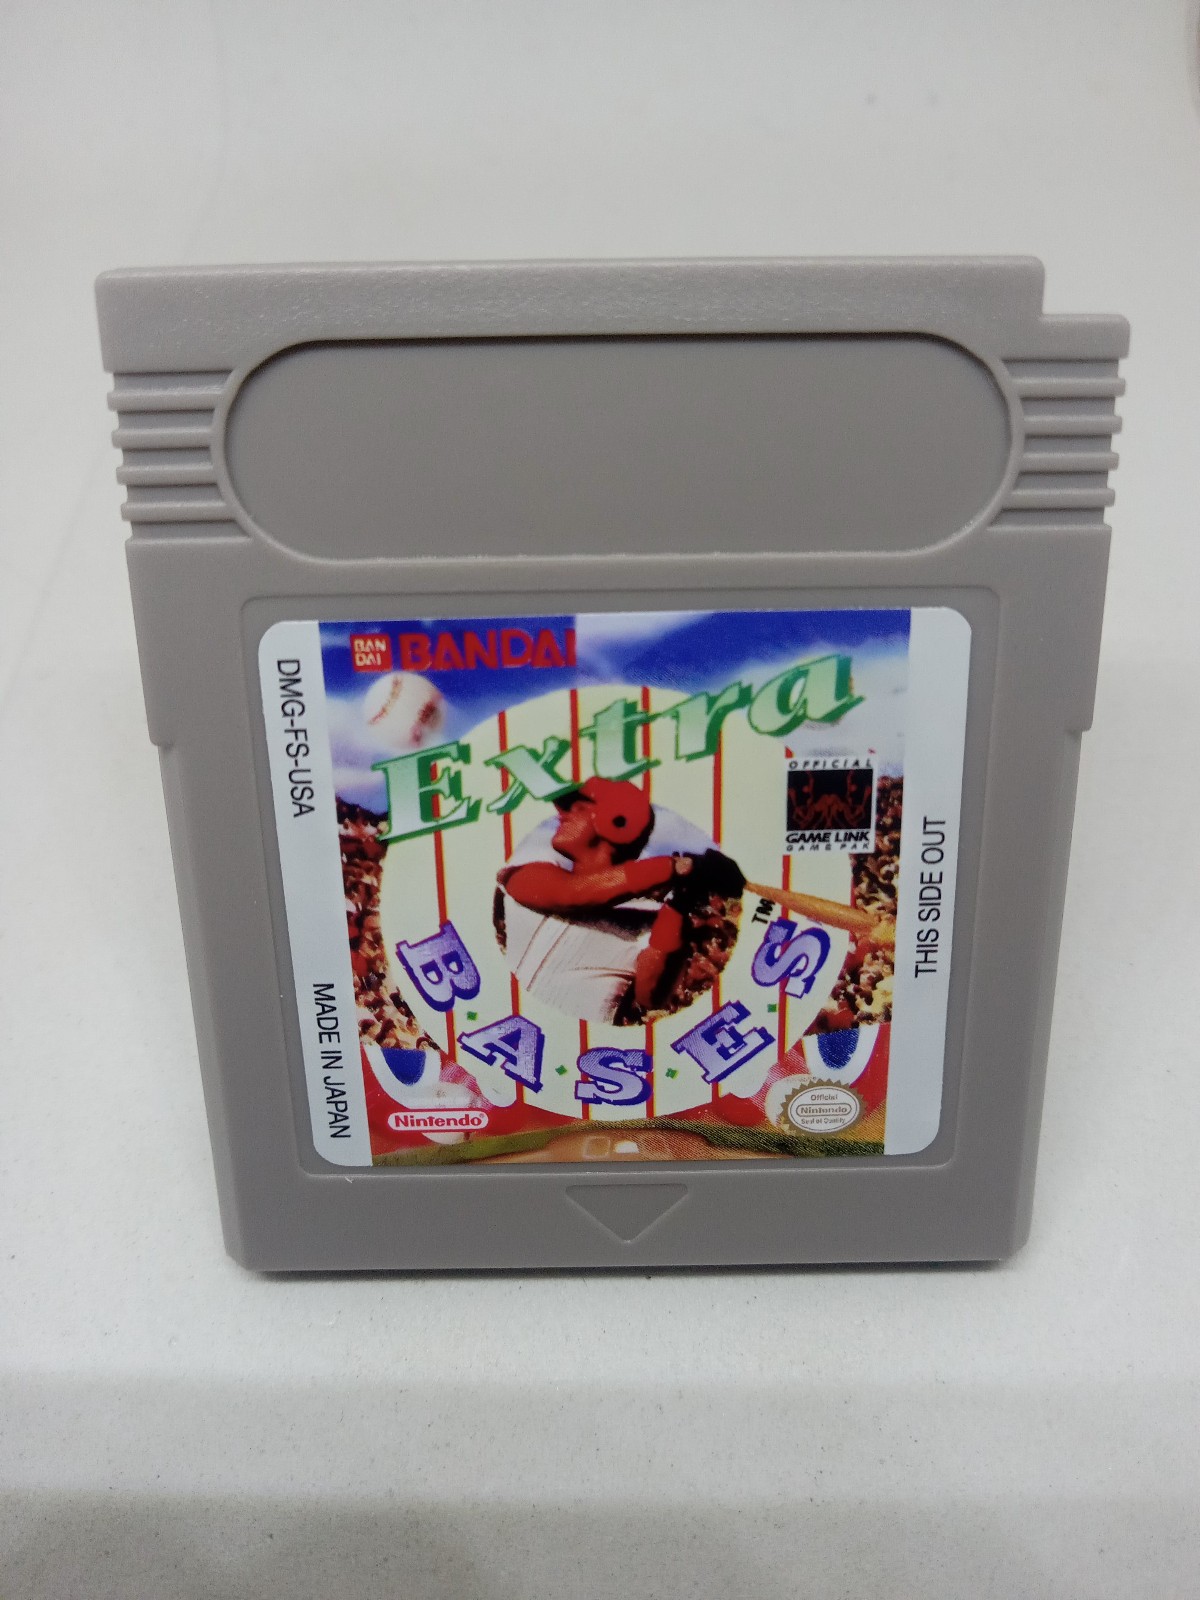 BAN
DAI
BANDAI
Extra
BASES
TM
OFFICIAL
GAME LINK
GAME PAK
DMG-FS-USA
MADE IN JAPAN
THIS SIDE OUT
Nintendo®
Official
Nintendo
Seal of Quality